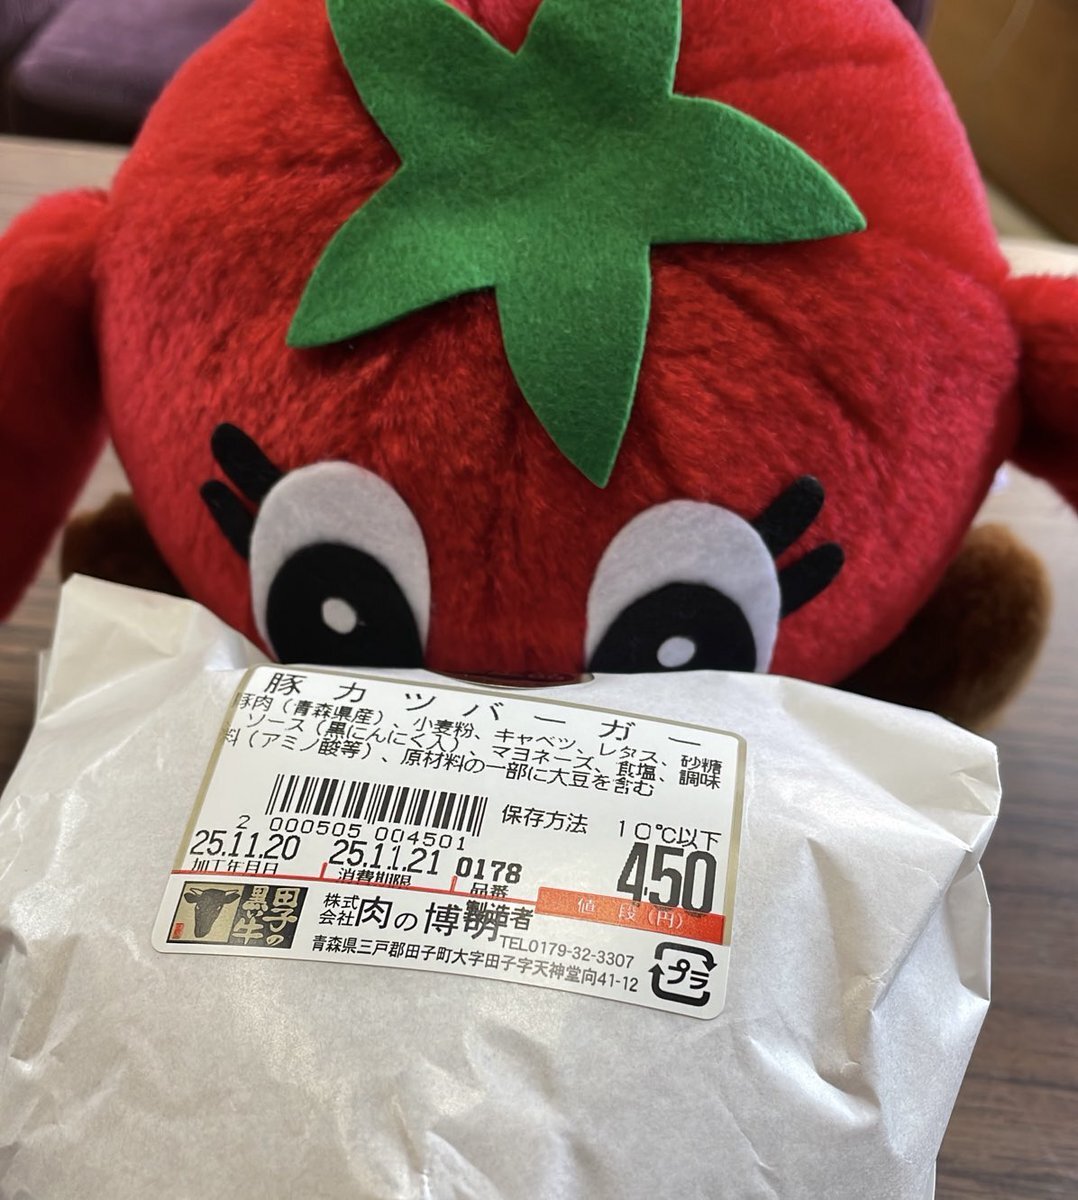 豚カツバーガー
豚肉(青森県産)、小麦粉、キャベツ、レタス、砂糖
、ソース(黒にんにく入)、マヨネーズ、食塩、調味
料(アミノ酸等)、原材料の一部に大豆を含む
2 000505 004501
保存方法 10℃以下
25.11.20 25.11.21 0178 450
加工年月日 消費期限 品番 値段(円)
製造者
田子の黒い牛
株式会社 肉の博明
TEL0179-32-3307
青森県三戸郡田子町大字田子字天神堂向41-12
プラ